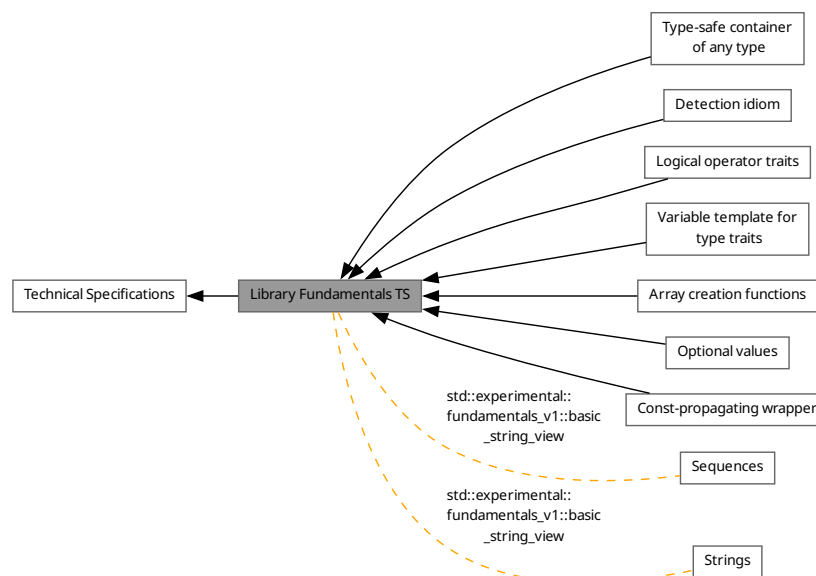 Type-safe container
of any type
Detection idiom
Logical operator traits
Variable template for
type traits
Technical Specifications
Library Fundamentals TS
Array creation functions
Optional values
Const-propagating wrapper
std::experimental::
fundamentals_v1::basic
_string_view
Sequences
std::experimental::
fundamentals_v1::basic
_string_view
Strings